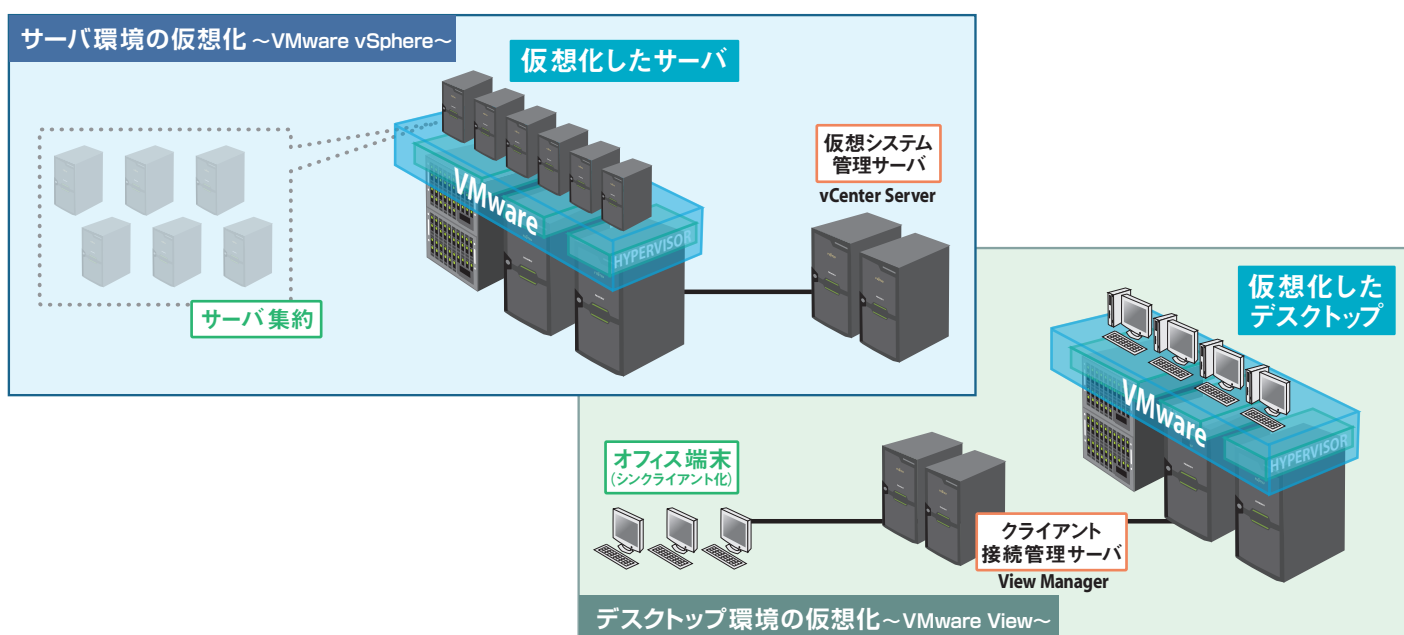 サーバ環境の仮想化 ~VMware vSphere~
仮想化したサーバ
仮想システム
管理サーバ
vCenter Server
VMware
HYPERVISOR
サーバ集約
仮想化した
デスクトップ
VMware
HYPERVISOR
オフィス端末
(シンクライアント化)
クライアント
接続管理サーバ
View Manager
デスクトップ環境の仮想化~VMware View~